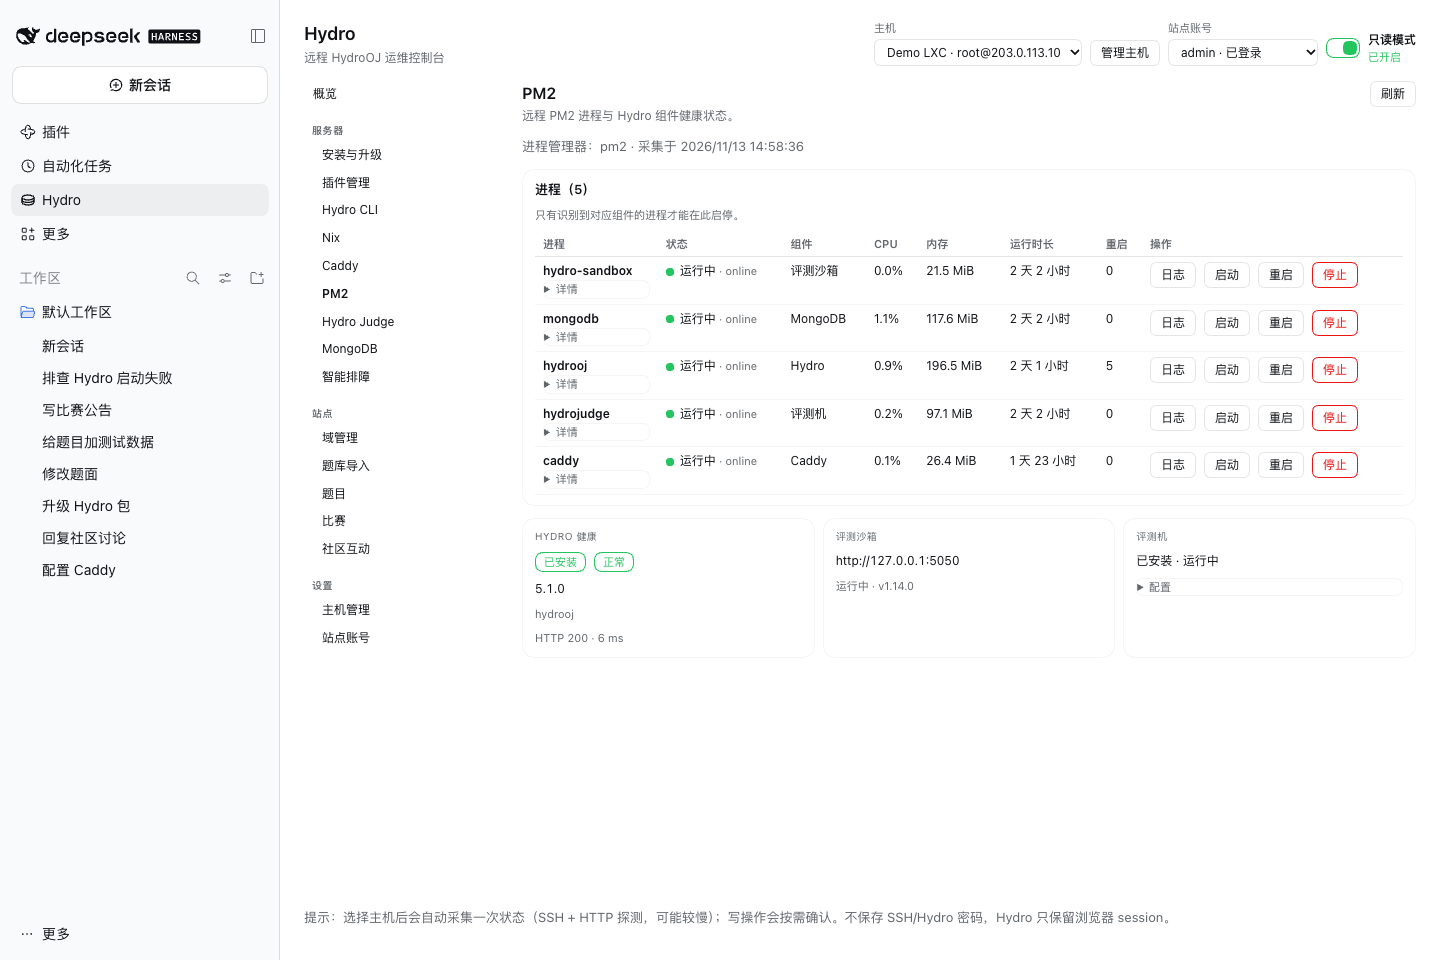 deepseek HARNESS
新会话
插件
自动化任务
Hydro
更多
工作区
默认工作区
新会话
排查 Hydro 启动失败
写比赛公告
给题目加测试数据
修改题面
升级 Hydro 包
回复社区讨论
配置 Caddy
更多
Hydro
远程 HydroOJ 运维控制台
主机
Demo LXC · root@203.0.113.10
管理主机
站点账号
admin · 已登录
只读模式
已开启
概览
服务器
安装与升级
插件管理
Hydro CLI
Nix
Caddy
PM2
Hydro Judge
MongoDB
智能排障
站点
域管理
题库导入
题目
比赛
社区互动
设置
主机管理
站点账号
PM2
刷新
远程 PM2 进程与 Hydro 组件健康状态。
进程管理器：pm2 · 采集于 2026/11/13 14:58:36
进程（5）
只有识别到对应组件的进程才能在此启停。
进程 状态 组件 CPU 内存 运行时长 重启 操作
hydro-sandbox 运行中 · online 评测沙箱 0.0% 21.5 MiB 2 天 2 小时 0 日志 启动 重启 停止
详情
mongodb 运行中 · online MongoDB 1.1% 117.6 MiB 2 天 2 小时 0 日志 启动 重启 停止
详情
hydrooj 运行中 · online Hydro 0.9% 196.5 MiB 2 天 1 小时 5 日志 启动 重启 停止
详情
hydrojudge 运行中 · online 评测机 0.2% 97.1 MiB 2 天 2 小时 0 日志 启动 重启 停止
详情
caddy 运行中 · online Caddy 0.1% 26.4 MiB 1 天 23 小时 0 日志 启动 重启 停止
详情
HYDRO 健康
已安装 正常
5.1.0
hydrooj
HTTP 200 · 6 ms
评测沙箱
http://127.0.0.1:5050
运行中 · v1.14.0
评测机
已安装 · 运行中
配置
提示：选择主机后会自动采集一次状态（SSH + HTTP 探测，可能较慢）；写操作会按需确认。不保存 SSH/Hydro 密码，Hydro 只保留浏览器 session。